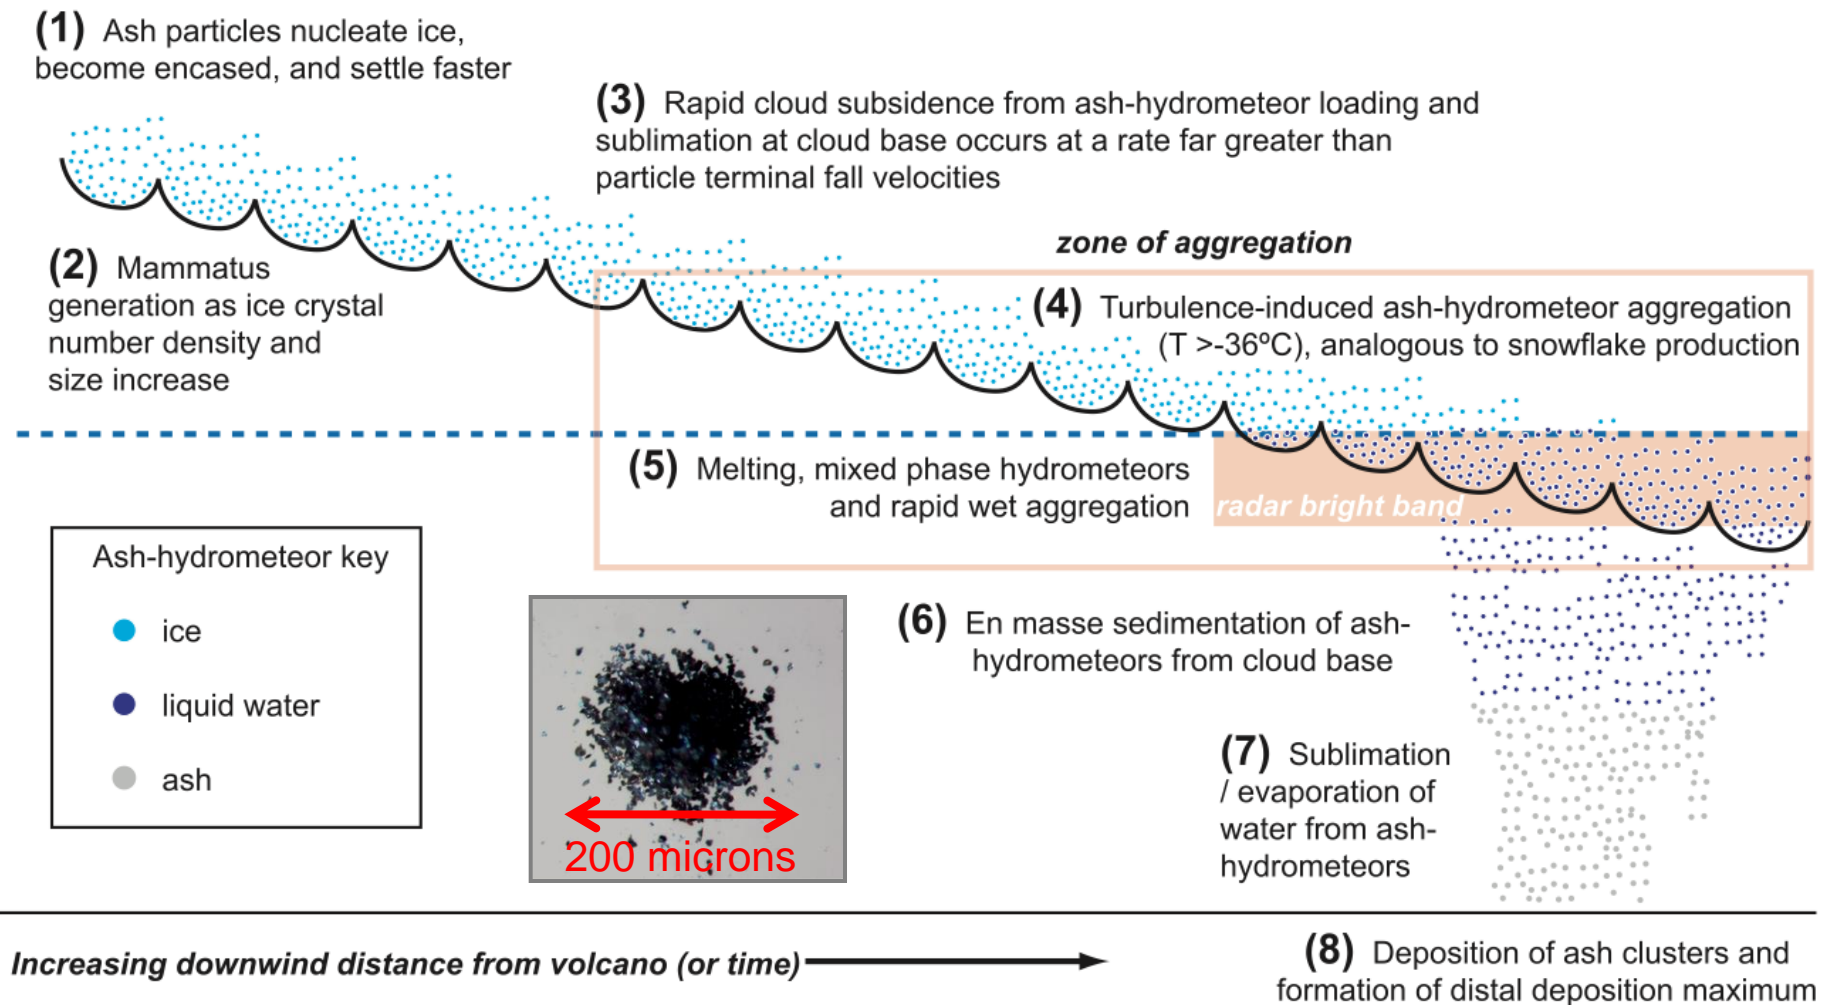 (1) Ash particles nucleate ice,
become encased, and settle faster
(3) Rapid cloud subsidence from ash-hydrometeor loading and
sublimation at cloud base occurs at a rate far greater than
particle terminal fall velocities
zone of aggregation
(2) Mammatus
generation as ice crystal
number density and
size increase
(4) Turbulence-induced ash-hydrometeor aggregation
(T >-36ºC), analogous to snowflake production
(5) Melting, mixed phase hydrometeors
and rapid wet aggregation
radar bright band
Ash-hydrometeor key
ice
liquid water
ash
200 microns
(6) En masse sedimentation of ash-
hydrometeors from cloud base
(7) Sublimation
/ evaporation of
water from ash-
hydrometeors
Increasing downwind distance from volcano (or time)
(8) Deposition of ash clusters and
formation of distal deposition maximum